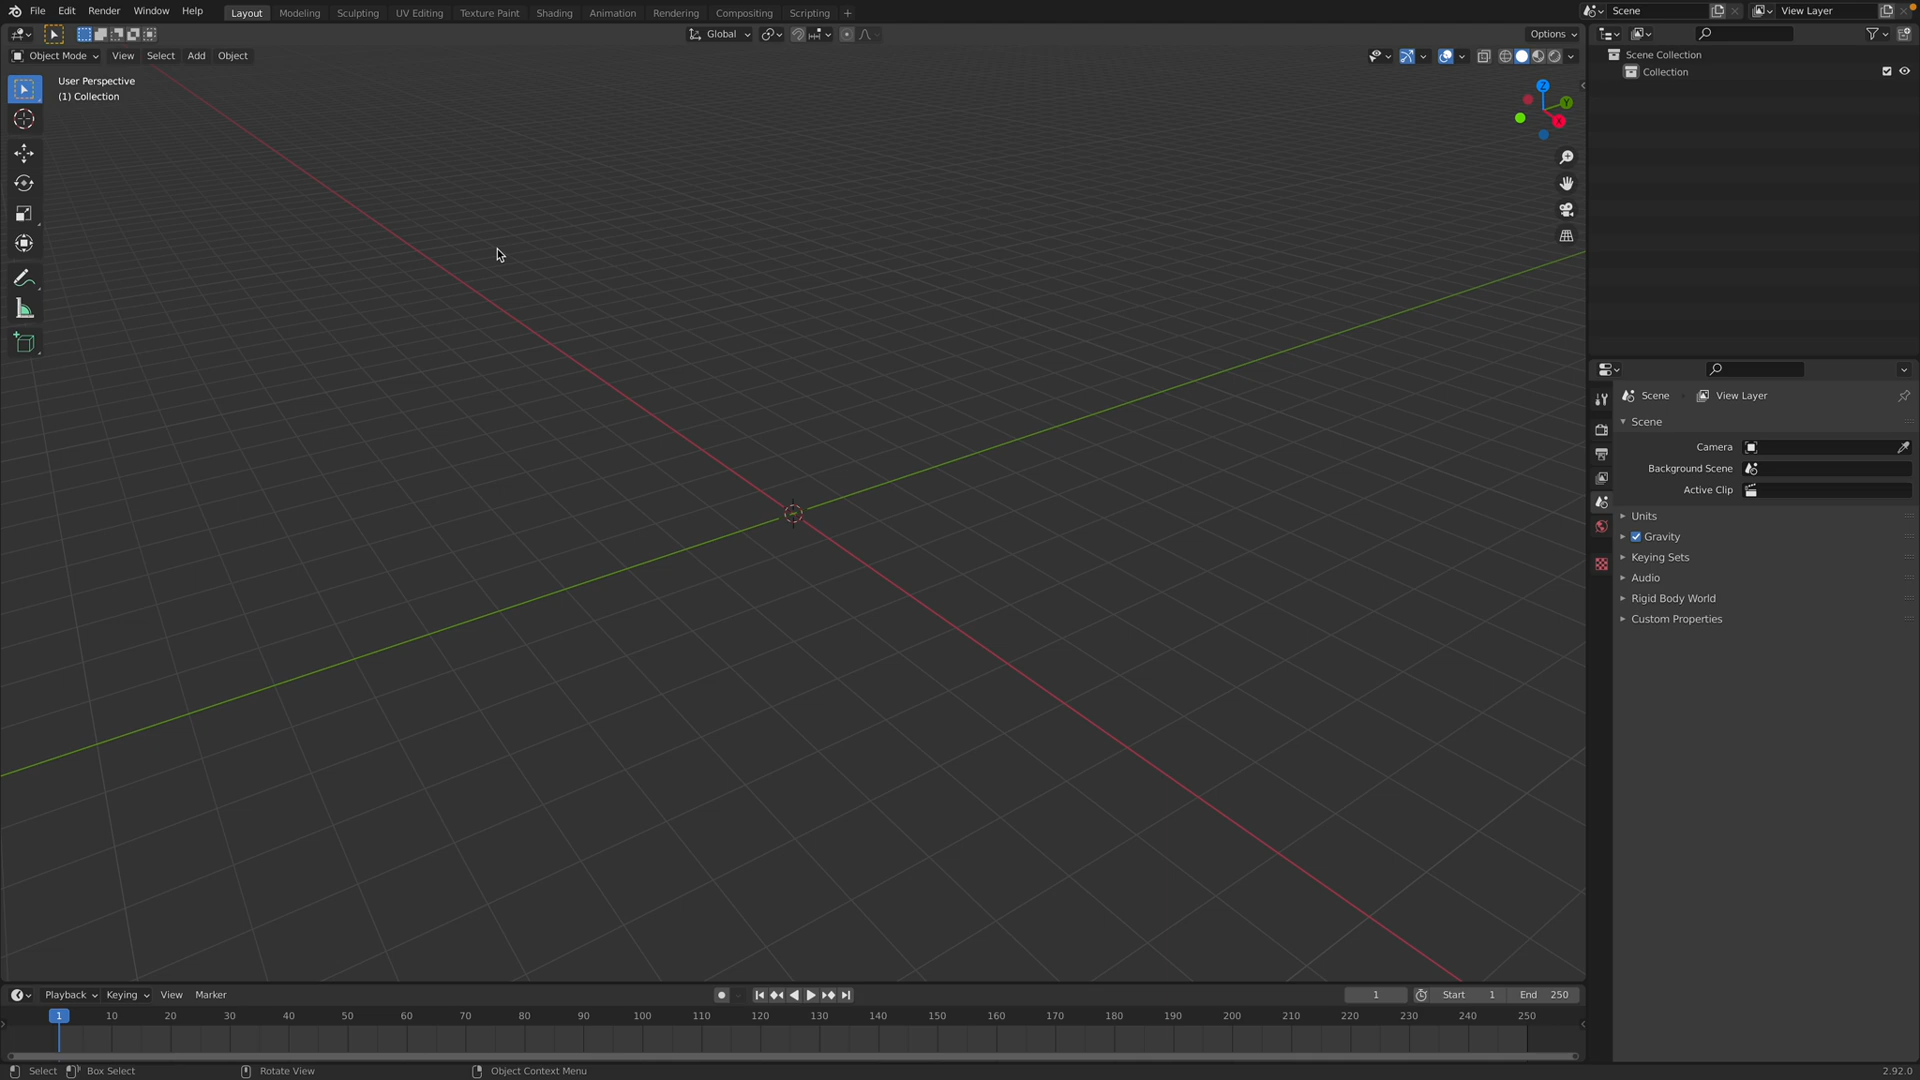 File Edit Render Window Help Layout Modeling Sculpting UV Editing Texture Paint Shading Animation Rendering Compositing Scripting + Scene View Layer
Global Options
Object Mode View Select Add Object
User Perspective
(1) Collection
Z
Y
X
Scene Collection
Collection
Scene View Layer
Scene
Camera
Background Scene
Active Clip
Units
Gravity
Keying Sets
Audio
Rigid Body World
Custom Properties
Playback Keying View Marker 1 Start 1 End 250
1 10 20 30 40 50 60 70 80 90 100 110 120 130 140 150 160 170 180 190 200 210 220 230 240 250
Select Box Select Rotate View Object Context Menu 2.92.0